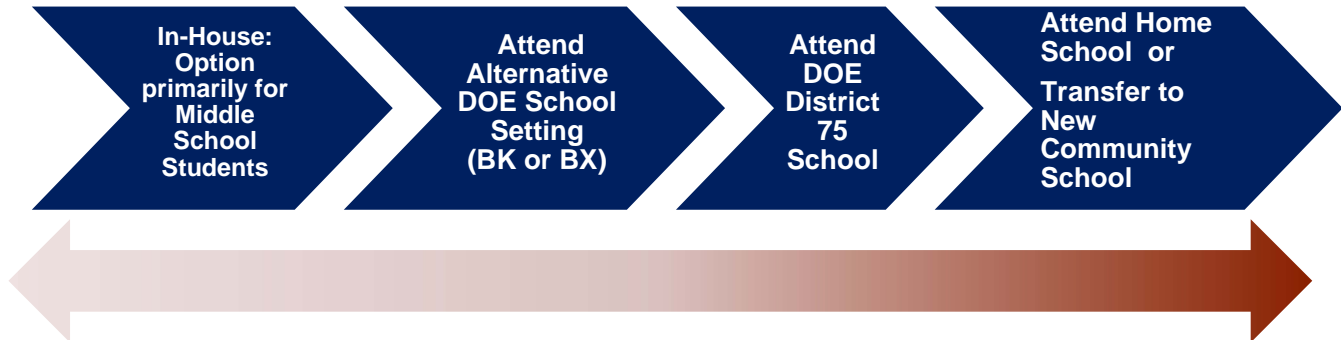 In-House:
Option
primarily for
Middle
School
Students
Attend
Alternative
DOE School
Setting
(BK or BX)
Attend
DOE
District
75
School
Attend Home
School or
Transfer to
New
Community
School